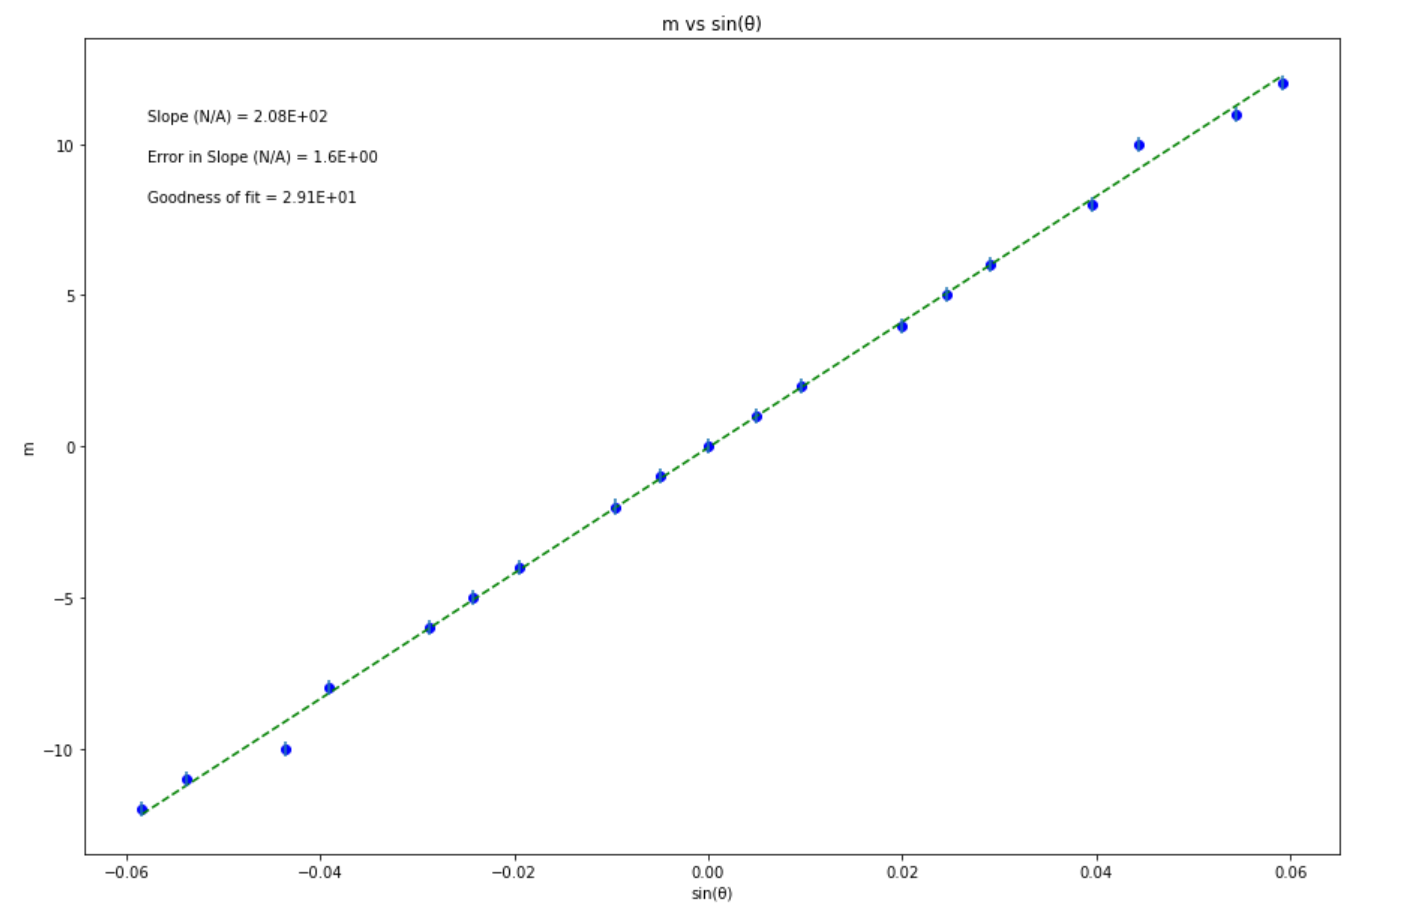 m vs sin(θ)
Slope (N/A) = 2.08E+02
Error in Slope (N/A) = 1.6E+00
Goodness of fit = 2.91E+01
10
5
0
−5
−10
m
−0.06
−0.04
−0.02
0.00
0.02
0.04
0.06
sin(θ)